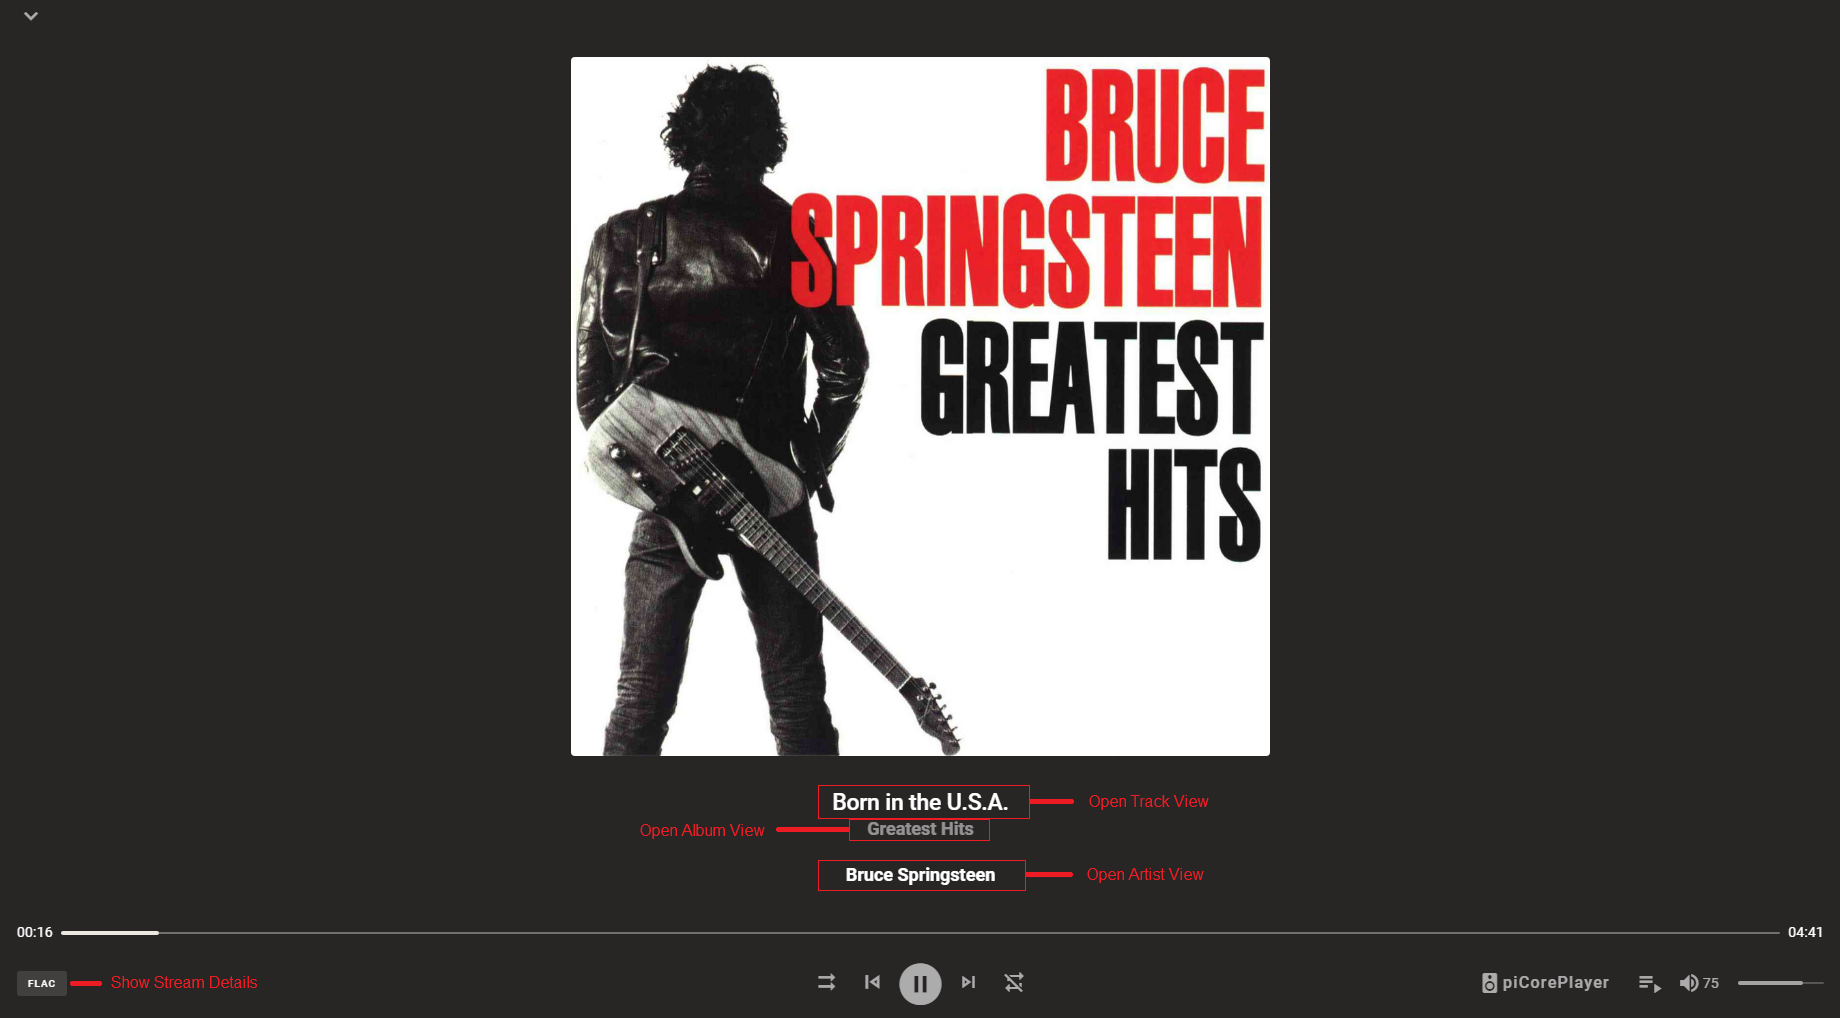 BRUCE
SPRINGSTEEN
GREATEST
HITS
Born in the U.S.A.
Open Track View
Open Album View
Greatest Hits
Bruce Springsteen
Open Artist View
00:16
04:41
FLAC
Show Stream Details
piCorePlayer
75